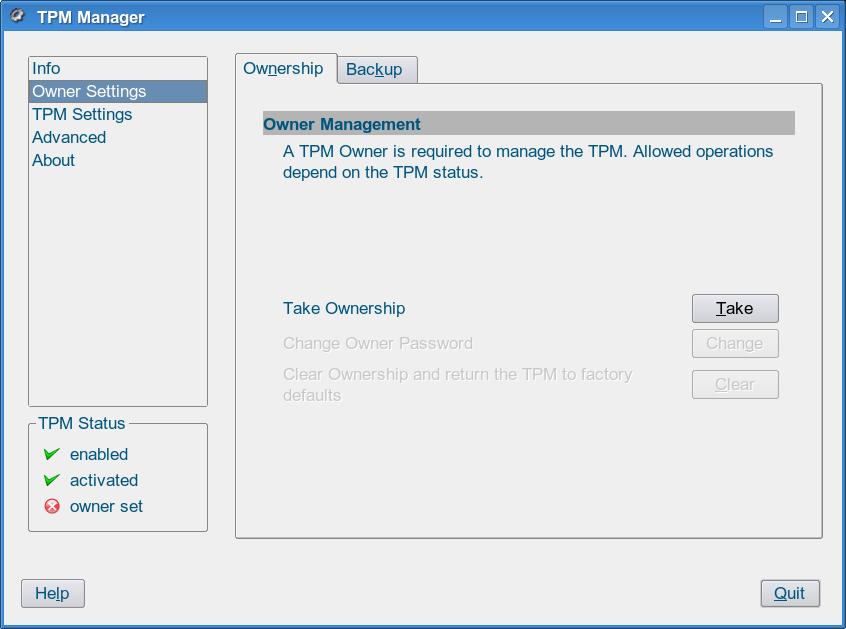 TPM Manager
Info
Owner Settings
TPM Settings
Advanced
About
TPM Status
enabled
activated
owner set
Ownership
Backup
Owner Management
A TPM Owner is required to manage the TPM. Allowed operations
depend on the TPM status.
Take Ownership
Take
Change Owner Password
Change
Clear Ownership and return the TPM to factory
defaults
Clear
Help
Quit